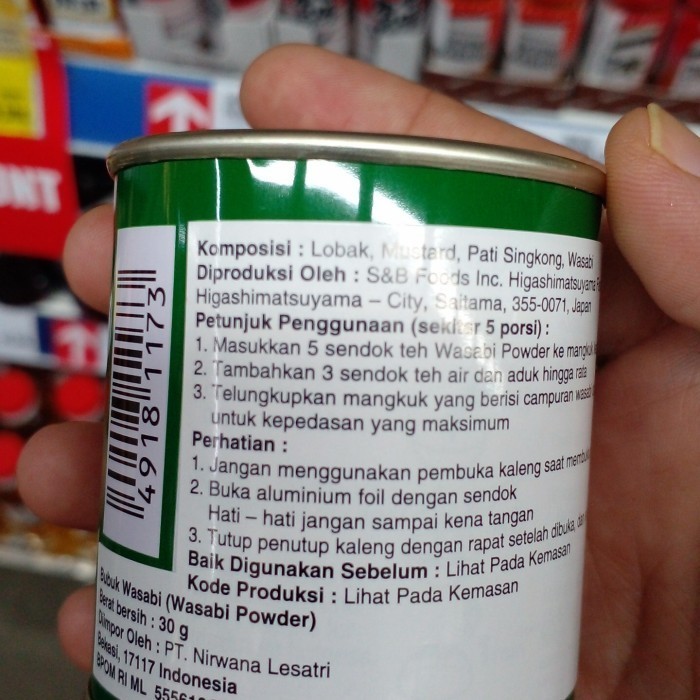 Komposisi : Lobak, Mustard, Pati Singkong, Wasabi
Diproduksi Oleh : S&B Foods Inc. Higashimatsuyama
Higashimatsuyama – City, Saitama, 355-0071, Japan
Petunjuk Penggunaan (sekitar 5 porsi) :
1. Masukkan 5 sendok teh Wasabi Powder ke mangkuk
2. Tambahkan 3 sendok teh air dan aduk hingga rata
3. Telungkupkan mangkuk yang berisi campuran
untuk kepedasan yang maksimum
Perhatian :
1. Jangan menggunakan pembuka kaleng saat
2. Buka aluminium foil dengan sendok
Hati – hati jangan sampai kena tangan
3. Tutup penutup kaleng dengan rapat setelah dibuka,
Baik Digunakan Sebelum : Lihat Pada Kemasan
Kode Produksi : Lihat Pada Kemasan
Bubuk Wasabi (Wasabi Powder)
Berat bersih : 30 g
Diimpor Oleh : PT. Nirwana Lesatri
Bekasi, 17117 Indonesia
BPOM RI ML
4918 1173